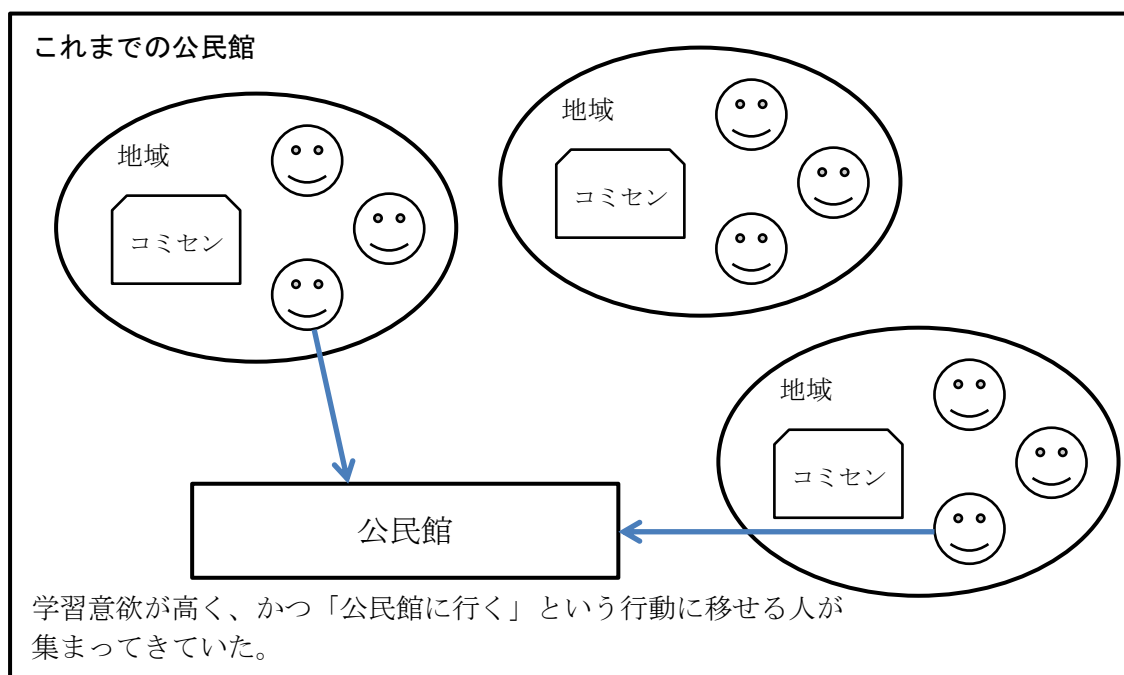 これまでの公民館
地域
コミセン
地域
コミセン
地域
コミセン
公民館
学習意欲が高く、かつ「公民館に行く」という行動に移せる人が
集まってきていた。